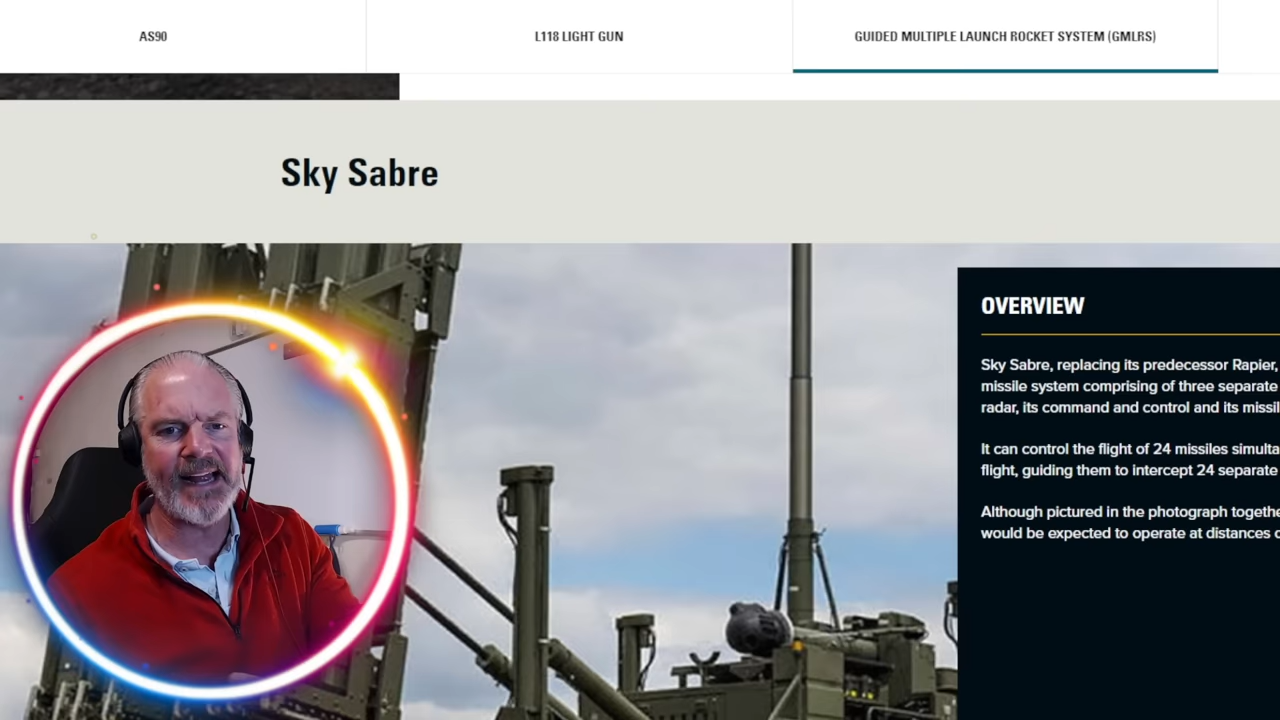 AS90
L118 LIGHT GUN
GUIDED MULTIPLE LAUNCH ROCKET SYSTEM (GMLRS)
Sky Sabre
OVERVIEW
Sky Sabre, replacing its predecessor Rapier,
missile system comprising of three separate
radar, its command and control and its missil
It can control the flight of 24 missiles simulta
flight, guiding them to intercept 24 separate
Although pictured in the photograph togethe
would be expected to operate at distances